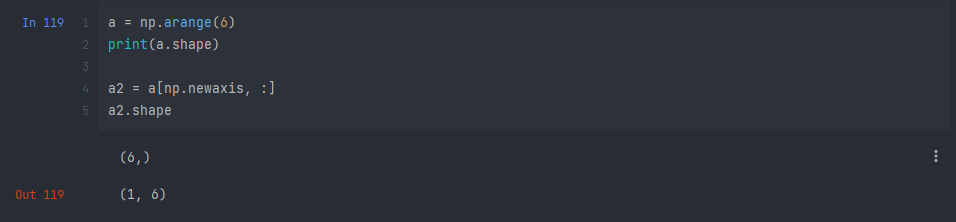 In 119
1 a = np.arange(6)
2 print(a.shape)
3
4 a2 = a[np.newaxis, :]
5 a2.shape
(6,)
Out 119 (1, 6)